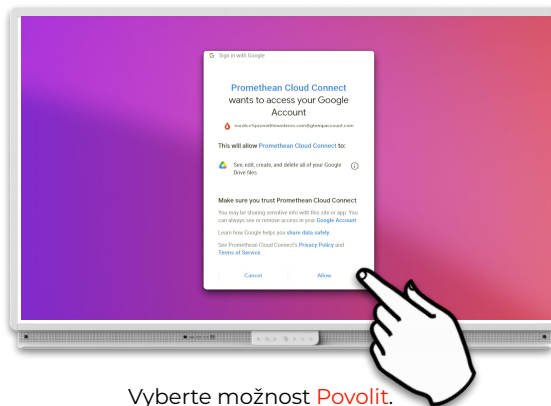 Sign in with Google
Promethean Cloud Connect
wants to access your Google
Account
This will allow Promethean Cloud Connect to:
See, edit, create, and delete all of your Google
Drive files
Make sure you trust Promethean Cloud Connect
You may be sharing sensitive info with this site or app. You
can always see or remove access in your Google Account.
Learn how Google helps you share data safely.
See Promethean Cloud Connect's Privacy Policy and
Terms of Service.
Cancel Allow
Vyberte možnost Povolit.